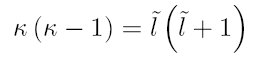 κ (κ − 1) = l̃ (l̃ + 1)